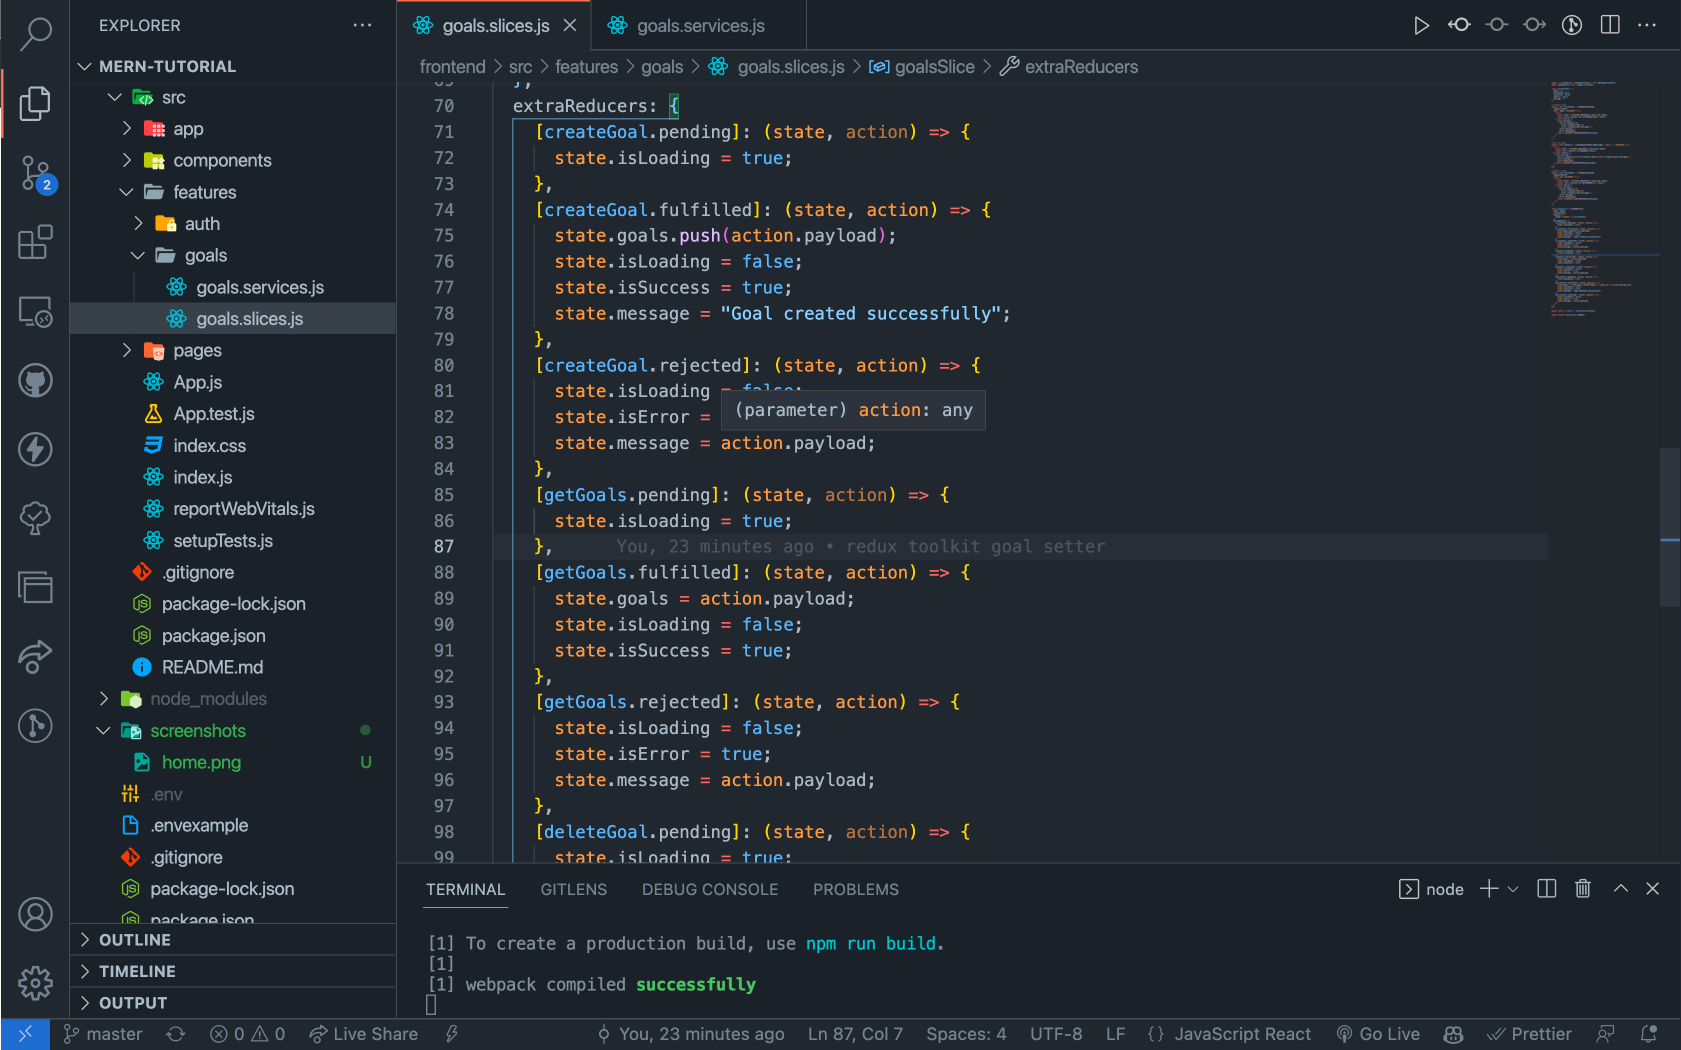 EXPLORER
MERN-TUTORIAL
src
app
components
features
auth
goals
goals.services.js
goals.slices.js
pages
App.js
App.test.js
index.css
index.js
reportWebVitals.js
setupTests.js
.gitignore
package-lock.json
package.json
README.md
node_modules
screenshots
home.png U
.env
.envexample
.gitignore
package-lock.json
package.json
OUTLINE
TIMELINE
OUTPUT
2
goals.slices.js
goals.services.js
frontend > src > features > goals > goals.slices.js > goalsSlice > extraReducers
69 },
70 extraReducers: {
71 [createGoal.pending]: (state, action) => {
72 state.isLoading = true;
73 },
74 [createGoal.fulfilled]: (state, action) => {
75 state.goals.push(action.payload);
76 state.isLoading = false;
77 state.isSuccess = true;
78 state.message = "Goal created successfully";
79 },
80 [createGoal.rejected]: (state, action) => {
81 state.isLoading = false;
82 state.isError =
(parameter) action: any
83 state.message = action.payload;
84 },
85 [getGoals.pending]: (state, action) => {
86 state.isLoading = true;
87 }, You, 23 minutes ago • redux toolkit goal setter
88 [getGoals.fulfilled]: (state, action) => {
89 state.goals = action.payload;
90 state.isLoading = false;
91 state.isSuccess = true;
92 },
93 [getGoals.rejected]: (state, action) => {
94 state.isLoading = false;
95 state.isError = true;
96 state.message = action.payload;
97 },
98 [deleteGoal.pending]: (state, action) => {
99 state.isLoading = true;
TERMINAL GITLENS DEBUG CONSOLE PROBLEMS
node
[1] To create a production build, use npm run build.
[1]
[1] webpack compiled successfully
master 0 0 Live Share You, 23 minutes ago Ln 87, Col 7 Spaces: 4 UTF-8 LF {} JavaScript React Go Live Prettier